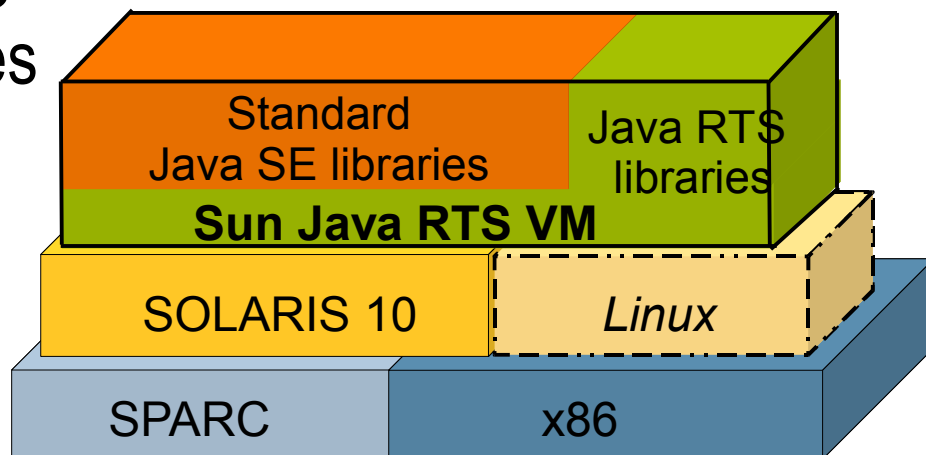 es
Standard
Java SE libraries
Java RTS
libraries
Sun Java RTS VM
SOLARIS 10
Linux
SPARC
x86